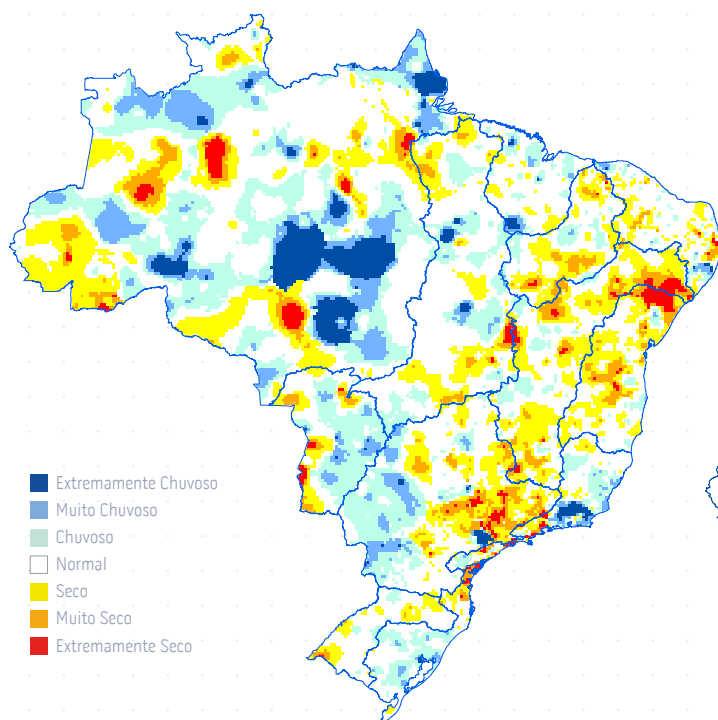 Extremamente Chuvoso
Muito Chuvoso
Chuvoso
Normal
Seco
Muito Seco
Extremamente Seco